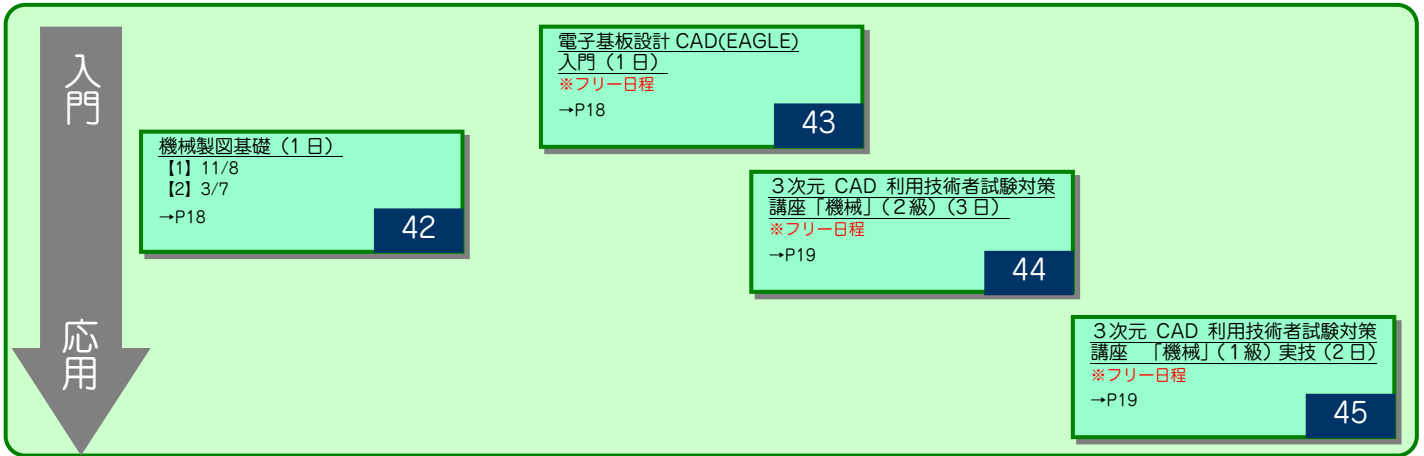 入門
応用
電子基板設計 CAD(EAGLE)
入門（1 日）
※フリー日程
→P18
43
機械製図基礎（1 日）
【1】11/8
【2】3/7
→P18
42
３次元 CAD 利用技術者試験対策
講座「機械」（２級）（3 日）
※フリー日程
→P19
44
３次元 CAD 利用技術者試験対策
講座　「機械」（１級）実技（２日）
※フリー日程
→P19
45